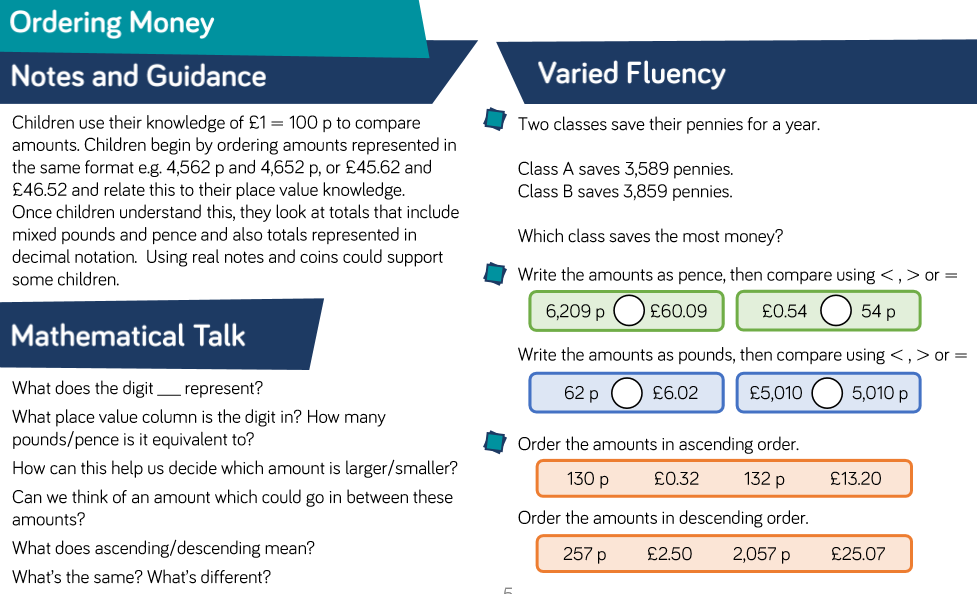 Ordering Money
Notes and Guidance
Children use their knowledge of £1 = 100 p to compare
amounts. Children begin by ordering amounts represented in
the same format e.g. 4,562 p and 4,652 p, or £45.62 and
£46.52 and relate this to their place value knowledge.
Once children understand this, they look at totals that include
mixed pounds and pence and also totals represented in
decimal notation.  Using real notes and coins could support
some children.
Mathematical Talk
What does the digit ___ represent?
What place value column is the digit in? How many
pounds/pence is it equivalent to?
How can this help us decide which amount is larger/smaller?
Can we think of an amount which could go in between these
amounts?
What does ascending/descending mean?
What's the same? What's different?
Varied Fluency
Two classes save their pennies for a year.
Class A saves 3,589 pennies.
Class B saves 3,859 pennies.
Which class saves the most money?
Write the amounts as pence, then compare using < , > or =
6,209 p £60.09 £0.54 54 p
Write the amounts as pounds, then compare using < , > or =
62 p £6.02 £5,010 5,010 p
Order the amounts in ascending order.
130 p £0.32 132 p £13.20
Order the amounts in descending order.
257 p £2.50 2,057 p £25.07